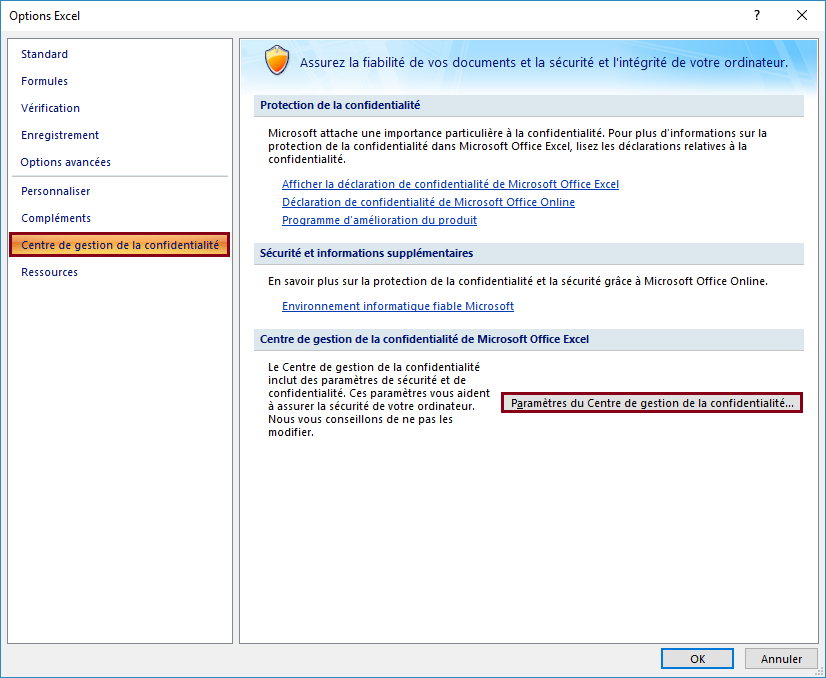 Options Excel
?
Standard
Formules
Vérification
Enregistrement
Options avancées
Personnaliser
Compléments
Centre de gestion de la confidentialité
Ressources
Assurez la fiabilité de vos documents et la sécurité et l'intégrité de votre ordinateur.
Protection de la confidentialité
Microsoft attache une importance particulière à la confidentialité. Pour plus d'informations sur la
protection de la confidentialité dans Microsoft Office Excel, lisez les déclarations relatives à la
confidentialité.
Afficher la déclaration de confidentialité de Microsoft Office Excel
Déclaration de confidentialité de Microsoft Office Online
Programme d'amélioration du produit
Sécurité et informations supplémentaires
En savoir plus sur la protection de la confidentialité et la sécurité grâce à Microsoft Office Online.
Environnement informatique fiable Microsoft
Centre de gestion de la confidentialité de Microsoft Office Excel
Le Centre de gestion de la confidentialité
inclut des paramètres de sécurité et de
confidentialité. Ces paramètres vous aident
à assurer la sécurité de votre ordinateur.
Nous vous conseillons de ne pas les
modifier.
Paramètres du Centre de gestion de la confidentialité...
OK
Annuler